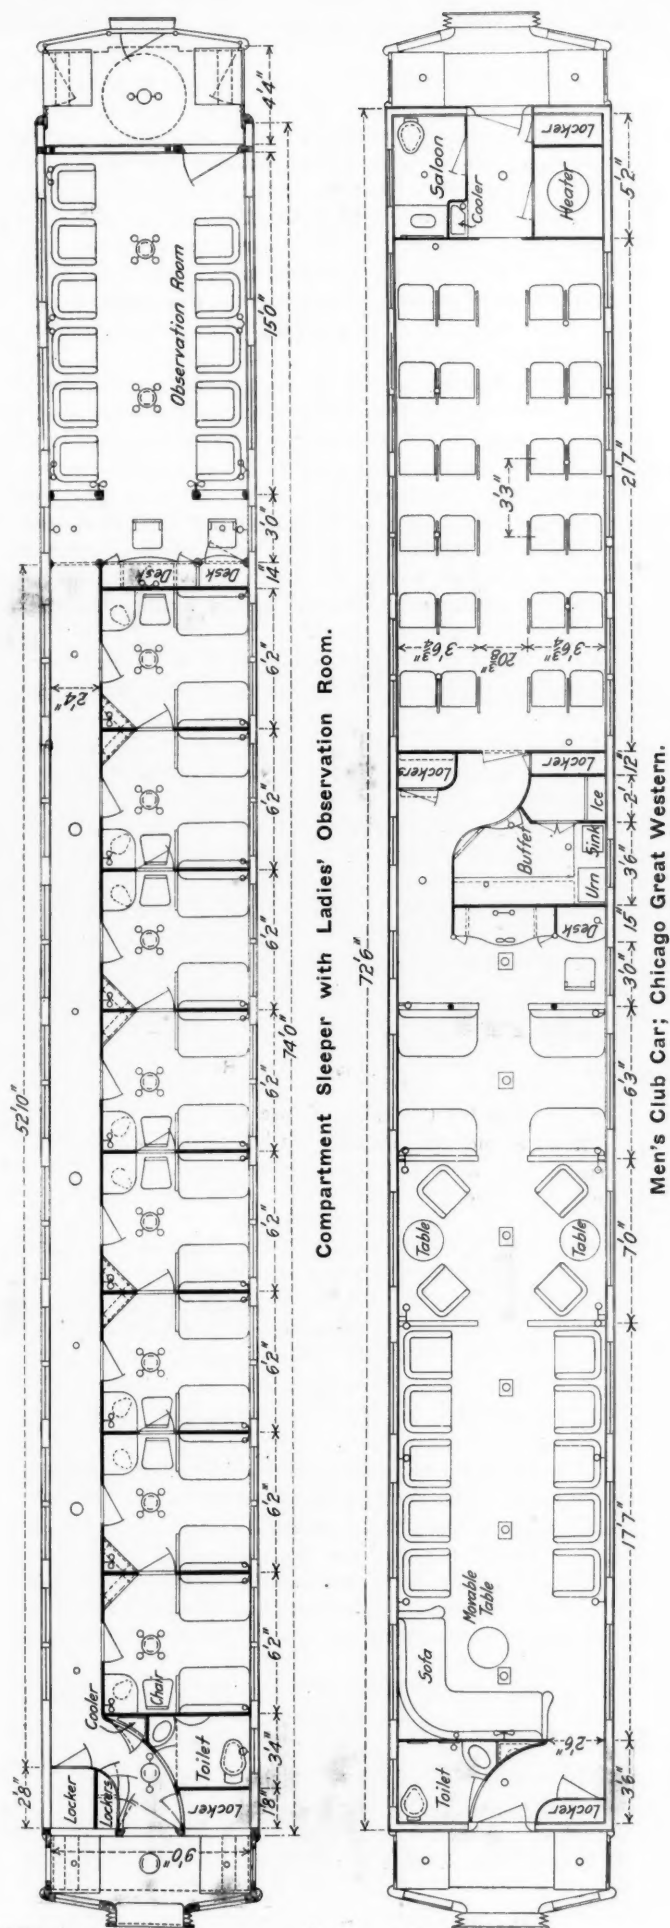 4'4"
15'0"
Observation Room
3'0"
14"
Desk
Desk
52'10"
2'4"
6'2"
6'2"
6'2"
6'2"
6'2"
6'2"
6'2"
6'2"
74'0"
Chair
Cooler
Toilet
3'4"
18"
2'8"
Locker
Lockers
Locker
9'0"
Compartment Sleeper with Ladies' Observation Room.
72'6"
Saloon
Cooler
Locker
Heater
5'2"
21'7"
3'3"
3'6¾"
20⅜"
3'6¾"
Lockers
Locker
12"
2'
Ice
Buffet
Sink
Urn
3'6"
15"
Desk
3'0"
6'3"
Table
Table
7'0"
17'7"
Movable
Table
Sofa
2'6"
Toilet
Locker
3'6"
Men's Club Car; Chicago Great Western.